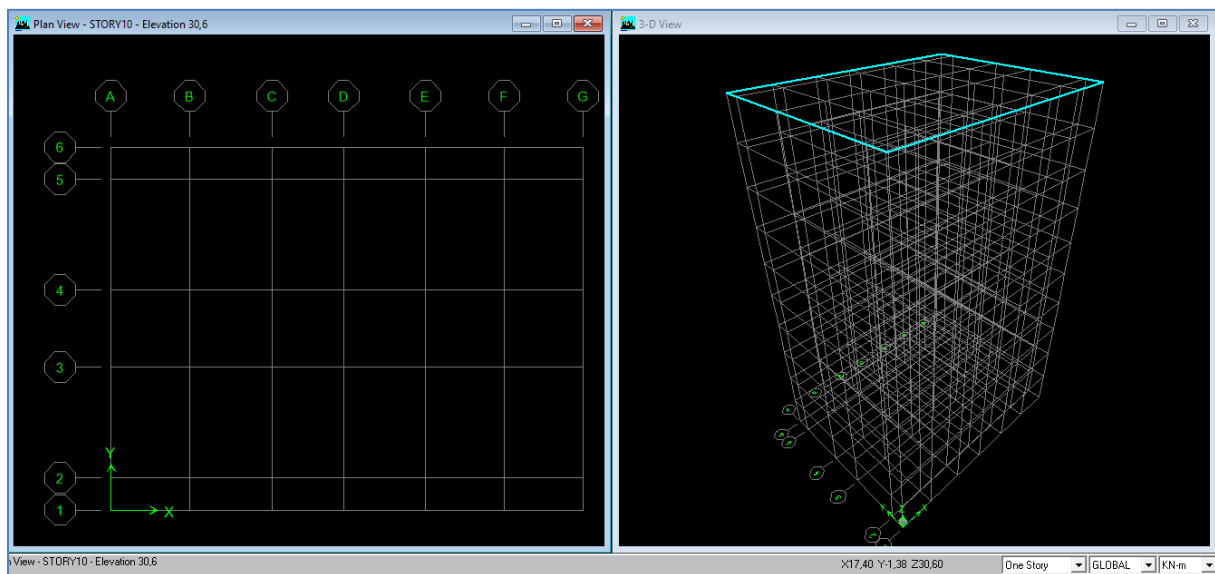 Plan View - STORY10 - Elevation 30,6
A B C D E F G
6
5
4
3
2
1
Y
X
3-D View
Y Z X
View - STORY10 - Elevation 30,6
X17,40 Y-1,38 Z30,60
One Story
GLOBAL
KN-m